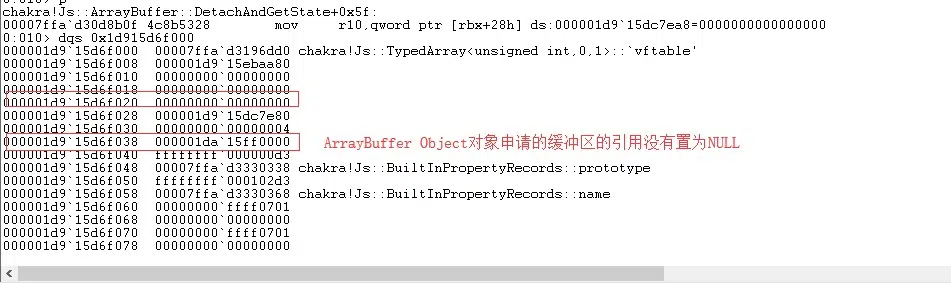 chakra!Js::ArrayBuffer::DetachAndGetState+0x5f:
00007ffa`d30d8b0f 4c8b5328 mov r10,qword ptr [rbx+28h] ds:000001d9`15dc7ea8=0000000000000000
0:010> dqs 0x1d915d6f000
000001d9`15d6f000 00007ffa`d3196dd0 chakra!Js::TypedArray<unsigned int,0,1>::`vftable'
000001d9`15d6f008 000001d9`15ebaa80
000001d9`15d6f010 00000000`00000000
000001d9`15d6f018 00000000`00000000
000001d9`15d6f020 00000000`00000000
000001d9`15d6f028 000001d9`15dc7e80
000001d9`15d6f030 00000000`00000004
000001d9`15d6f038 000001da`15ff0000 ArrayBuffer Object对象申请的缓冲区的引用没有置为NULL
000001d9`15d6f040 ffffffff`000000d3
000001d9`15d6f048 00007ffa`d3330338 chakra!Js::BuiltInPropertyRecords::prototype
000001d9`15d6f050 ffffffff`000102d3
000001d9`15d6f058 00007ffa`d3330368 chakra!Js::BuiltInPropertyRecords::name
000001d9`15d6f060 00000000`ffff0701
000001d9`15d6f068 00000000`00000000
000001d9`15d6f070 00000000`ffff0701
000001d9`15d6f078 00000000`00000000